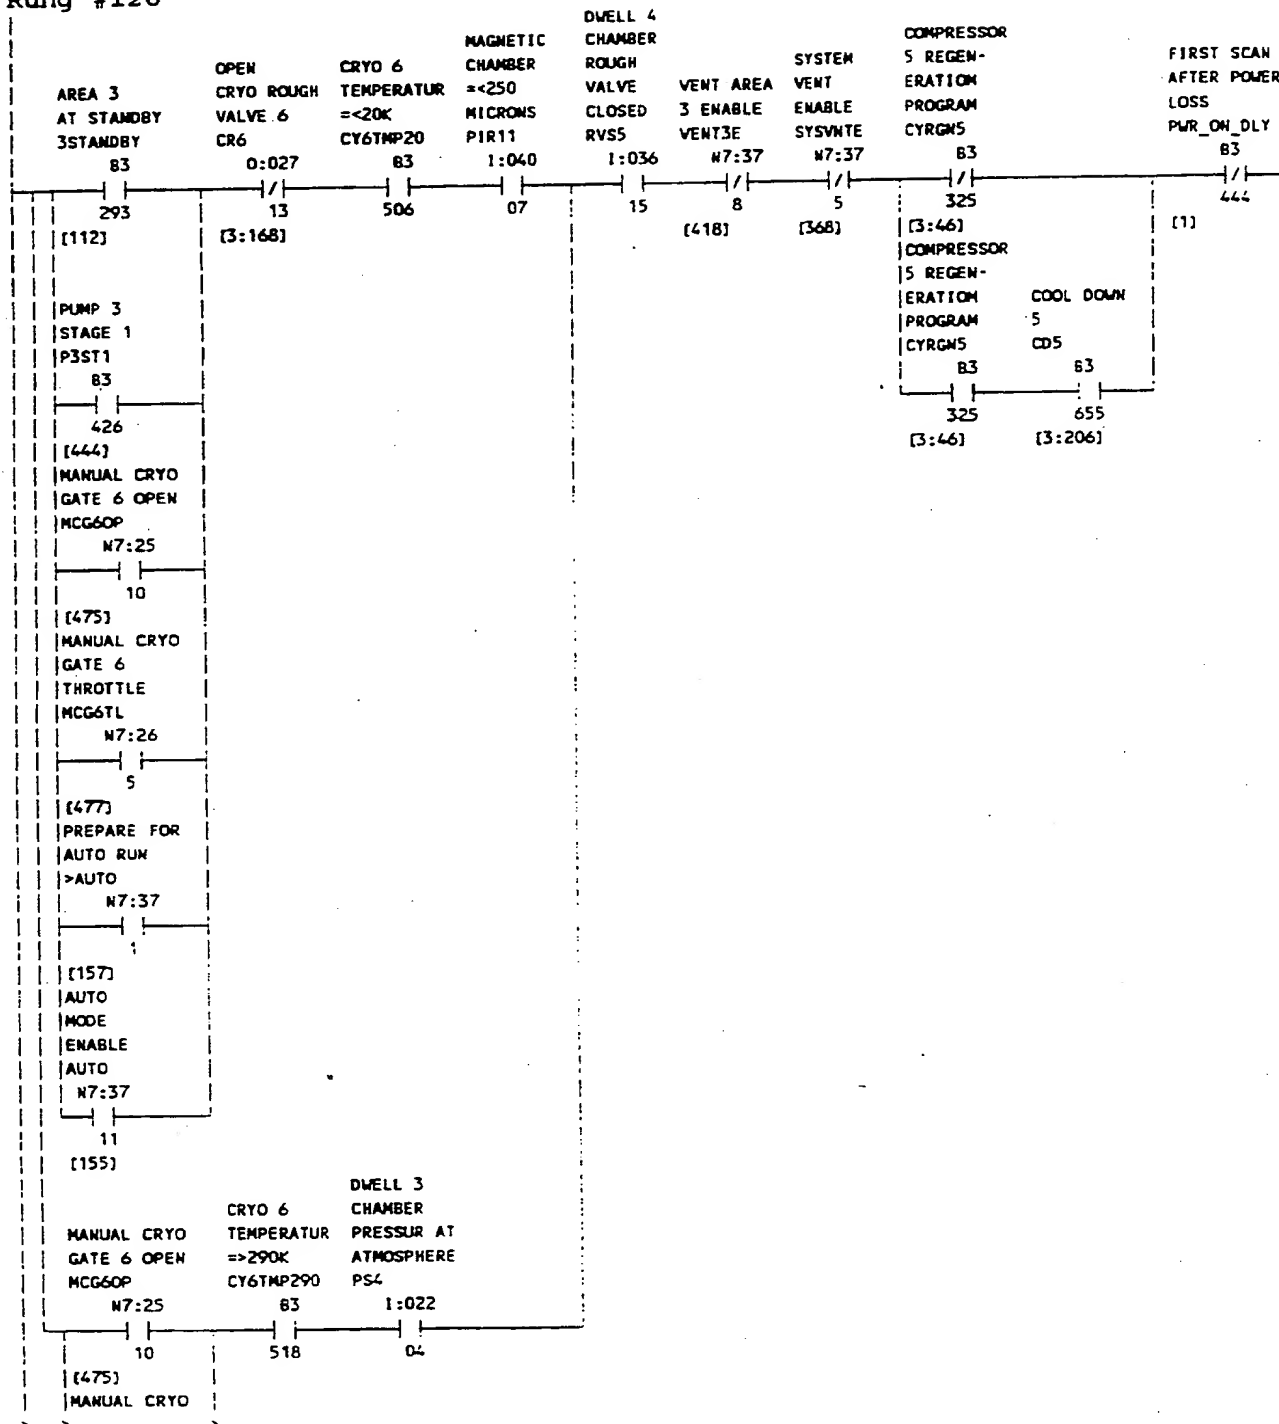 Rung #126
AREA 3
AT STANDBY
3STANDBY
B3
293
[112]
OPEN
CRYO ROUGH
VALVE 6
CR6
O:027
13
[3:168]
CRYO 6
TEMPERATUR
=<20K
CY6TMP20
B3
506
MAGNETIC
CHAMBER
=<250
MICRONS
PIR11
I:040
07
DWELL 4
CHAMBER
ROUGH
VALVE
CLOSED
RVS5
I:036
15
VENT AREA
3 ENABLE
VENT3E
N7:37
8
[418]
SYSTEM
VENT
ENABLE
SYSVNTE
N7:37
5
[368]
COMPRESSOR
5 REGEN-
ERATION
PROGRAM
CYRGN5
B3
325
[3:46]
FIRST SCAN
AFTER POWER
LOSS
PWR_ON_DLY
B3
444
[1]
COMPRESSOR
5 REGEN-
ERATION
PROGRAM
CYRGN5
B3
325
[3:46]
COOL DOWN
5
CD5
B3
655
[3:206]
PUMP 3
STAGE 1
P3ST1
B3
426
[444]
MANUAL CRYO
GATE 6 OPEN
MCG6OP
N7:25
10
[475]
MANUAL CRYO
GATE 6
THROTTLE
MCG6TL
N7:26
5
[477]
PREPARE FOR
AUTO RUN
>AUTO
N7:37
1
[157]
AUTO
MODE
ENABLE
AUTO
N7:37
11
[155]
MANUAL CRYO
GATE 6 OPEN
MCG6OP
N7:25
10
[475]
MANUAL CRYO
CRYO 6
TEMPERATUR
=>290K
CY6TMP290
B3
518
DWELL 3
CHAMBER
PRESSUR AT
ATMOSPHERE
PS4
I:022
04